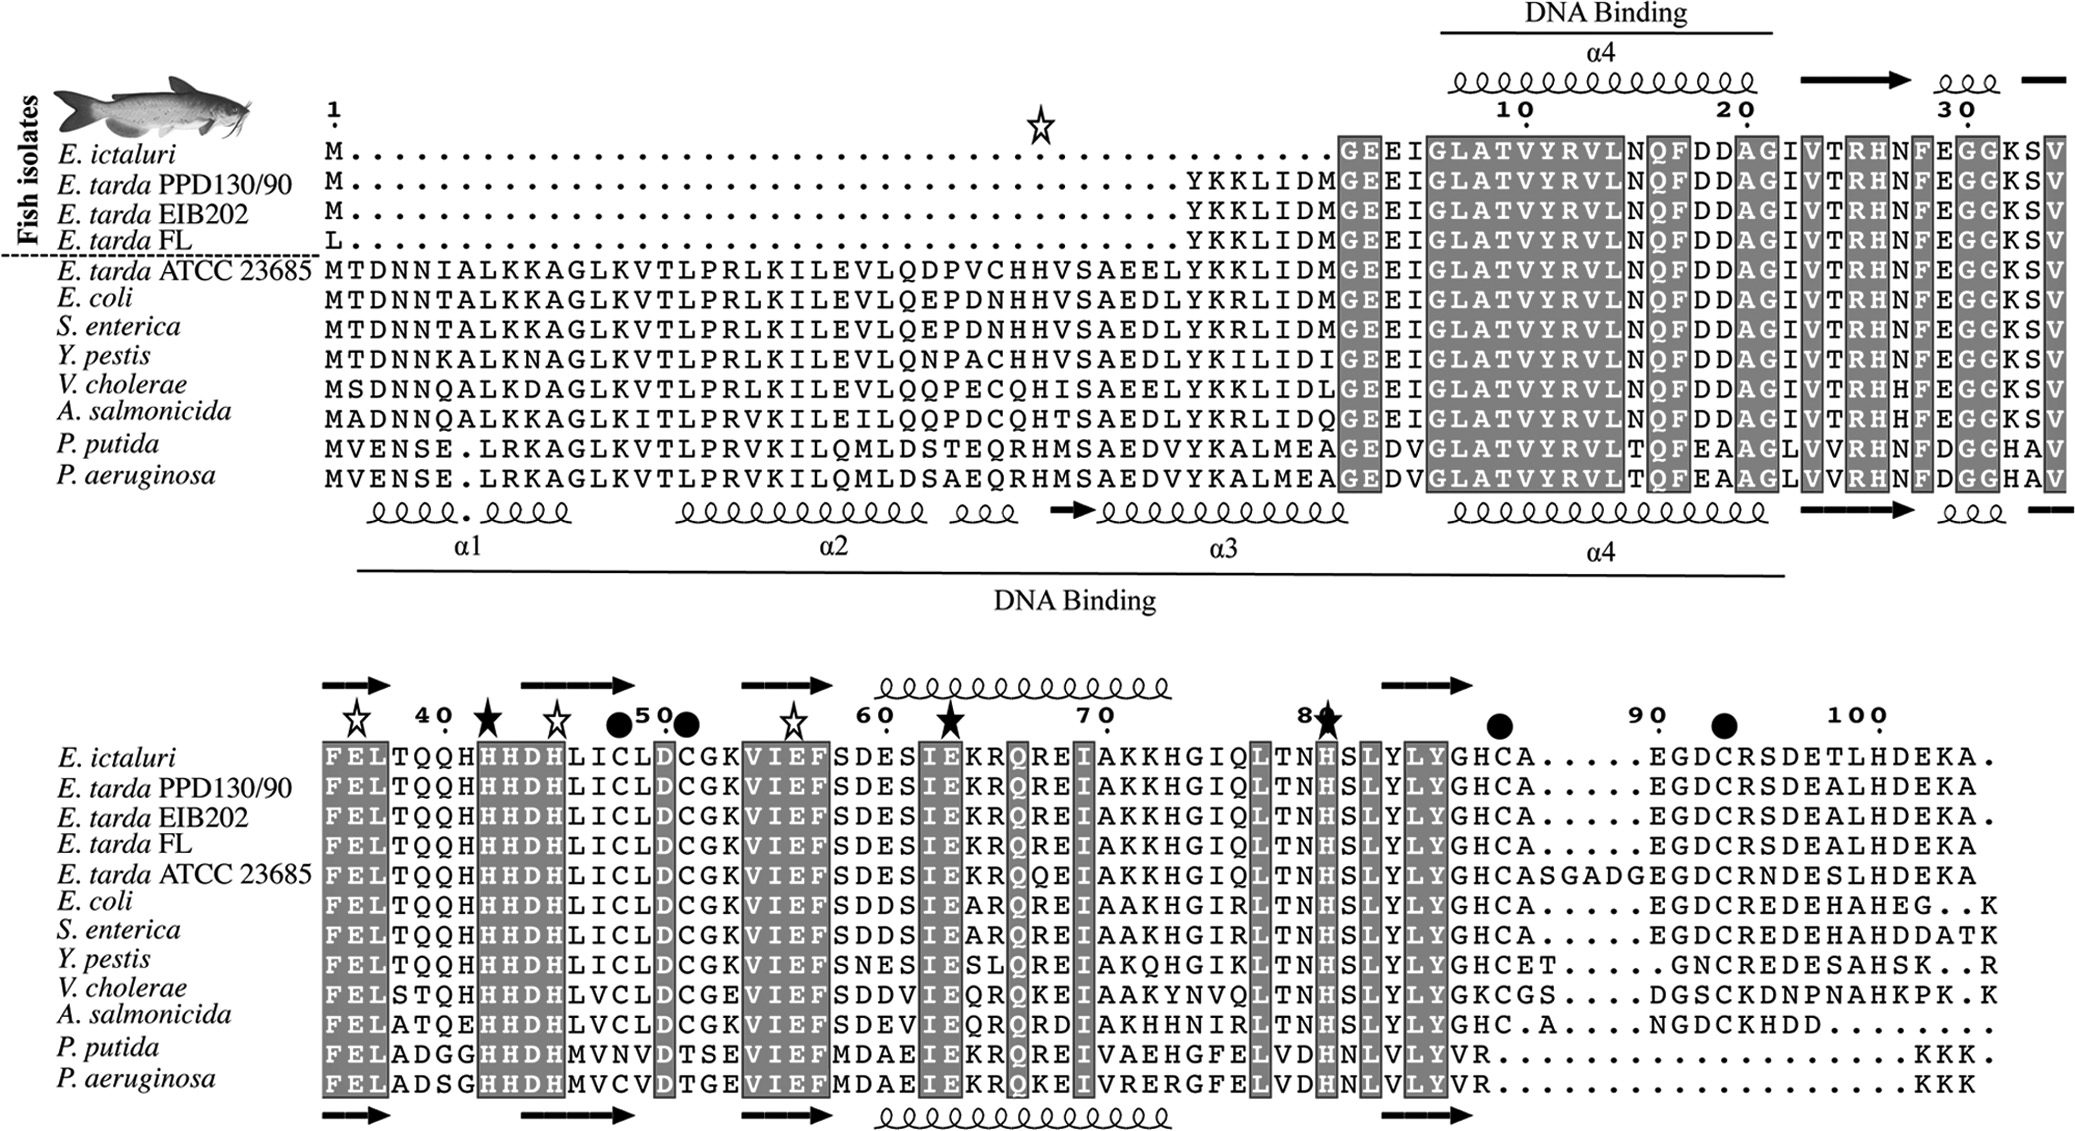 DNA Binding
α4
1 10 20 30
Fish isolates
E. ictaluri M.............................................GEEIGLATVYRVLNQFDDAGIVTRHNFEGGKSV
E. tarda PPD130/90 M......................................YKKLIDMGEEIGLATVYRVLNQFDDAGIVTRHNFEGGKSV
E. tarda EIB202 M......................................YKKLIDMGEEIGLATVYRVLNQFDDAGIVTRHNFEGGKSV
E. tarda FL L......................................YKKLIDMGEEIGLATVYRVLNQFDDAGIVTRHNFEGGKSV
E. tarda ATCC 23685 MTDNNIALKKAGLKVTLPRLKILEVLQDPVCHHVSAEELYKKLIDMGEEIGLATVYRVLNQFDDAGIVTRHNFEGGKSV
E. coli MTDNNTALKKAGLKVTLPRLKILEVLQEPDNHHVSAEDLYKRLIDMGEEIGLATVYRVLNQFDDAGIVTRHNFEGGKSV
S. enterica MTDNNTALKKAGLKVTLPRLKILEVLQEPDNHHVSAEDLYKRLIDMGEEIGLATVYRVLNQFDDAGIVTRHNFEGGKSV
Y. pestis MTDNNKALKNAGLKVTLPRLKILEVLQNPACHHVSAEDLYKILIDIGEEIGLATVYRVLNQFDDAGIVTRHNFEGGKSV
V. cholerae MSDNNQALKDAGLKVTLPRLKILEVLQQPECQHISAEELYKKLIDLGEEIGLATVYRVLNQFDDAGIVTRHHFEGGKSV
A. salmonicida MADNNQALKKAGLKITLPRVKILEILQQPDCQHTSAEDLYKRLIDQGEEIGLATVYRVLNQFDDAGIVTRHHFEGGKSV
P. putida MVENSE.LRKAGLKVTLPRVKILQMLDSTEQRHMSAEDVYKALMEAGEDVGLATVYRVLTQFEAAGLVVRHNFDGGHAV
P. aeruginosa MVENSE.LRKAGLKVTLPRVKILQMLDSAEQRHMSAEDVYKALMEAGEDVGLATVYRVLTQFEAAGLVVRHNFDGGHAV
α1 α2 α3 α4
DNA Binding
40 50 60 70 80 90 100
E. ictaluri FELTQQHHHDHLICLDCGKVIEFSDESIEKRQREIAKKHGIQLTNHSLYLYGHCA.....EGDCRSDETLHDEKA.
E. tarda PPD130/90 FELTQQHHHDHLICLDCGKVIEFSDESIEKRQREIAKKHGIQLTNHSLYLYGHCA.....EGDCRSDEALHDEKA
E. tarda EIB202 FELTQQHHHDHLICLDCGKVIEFSDESIEKRQREIAKKHGIQLTNHSLYLYGHCA.....EGDCRSDEALHDEKA.
E. tarda FL FELTQQHHHDHLICLDCGKVIEFSDESIEKRQREIAKKHGIQLTNHSLYLYGHCA.....EGDCRSDEALHDEKA
E. tarda ATCC 23685 FELTQQHHHDHLICLDCGKVIEFSDESIEKRQQEIAKKHGIQLTNHSLYLYGHCASGADGEGDCRNDESLHDEKA
E. coli FELTQQHHHDHLICLDCGKVIEFSDDSIEARQREIAAKHGIRLTNHSLYLYGHCA.....EGDCREDEHAHEG..K
S. enterica FELTQQHHHDHLICLDCGKVIEFSDDSIEARQREIAAKHGIRLTNHSLYLYGHCA.....EGDCREDEHAHDDATK
Y. pestis FELTQQHHHDHLICLDCGKVIEFSNESIESLQREIAKQHGIKLTNHSLYLYGHCET.....GNCREDESAHSK..R
V. cholerae FELSTQHHHDHLVCLDCGEVIEFSDDVIEQRQKEIAAKYNVQLTNHSLYLYGKCGS....DGSCKDNPNAHKPK.K
A. salmonicida FELATQEHHDHLVCLDCGKVIEFSDEVIEQRQRDIAKHHNIRLTNHSLYLYGHC.A....NGDCKHDD........
P. putida FELADGGHHDHMVNVDTSEVIEFMDAEIEKRQREIVAEHGFELVDHNLVLYVR...................KKK.
P. aeruginosa FELADSGHHDHMVCVDTGEVIEFMDAEIEKRQKEIVRERGFELVDHNLVLYVR...................KKK